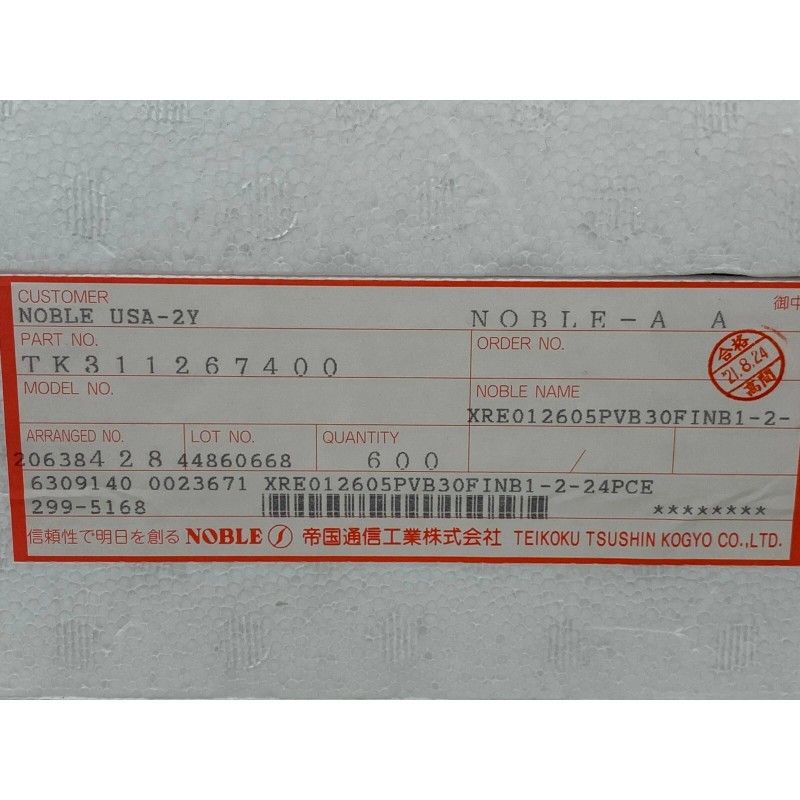 CUSTOMER 御中
NOBLE USA-2Y NOBLE-A A
PART NO. ORDER NO.
TK311267400
合格
'21.8.24
高間
MODEL NO. NOBLE NAME
XRE012605PVB30FINB1-2-
ARRANGED NO. LOT NO. QUANTITY
20638428 44860668 600 /
6309140 0023671 XRE012605PVB30FINB1-2-24PCE
299-5168 ********
信頼性で明日を創る NOBLE 帝国通信工業株式会社 TEIKOKU TSUSHIN KOGYO CO.,LTD.